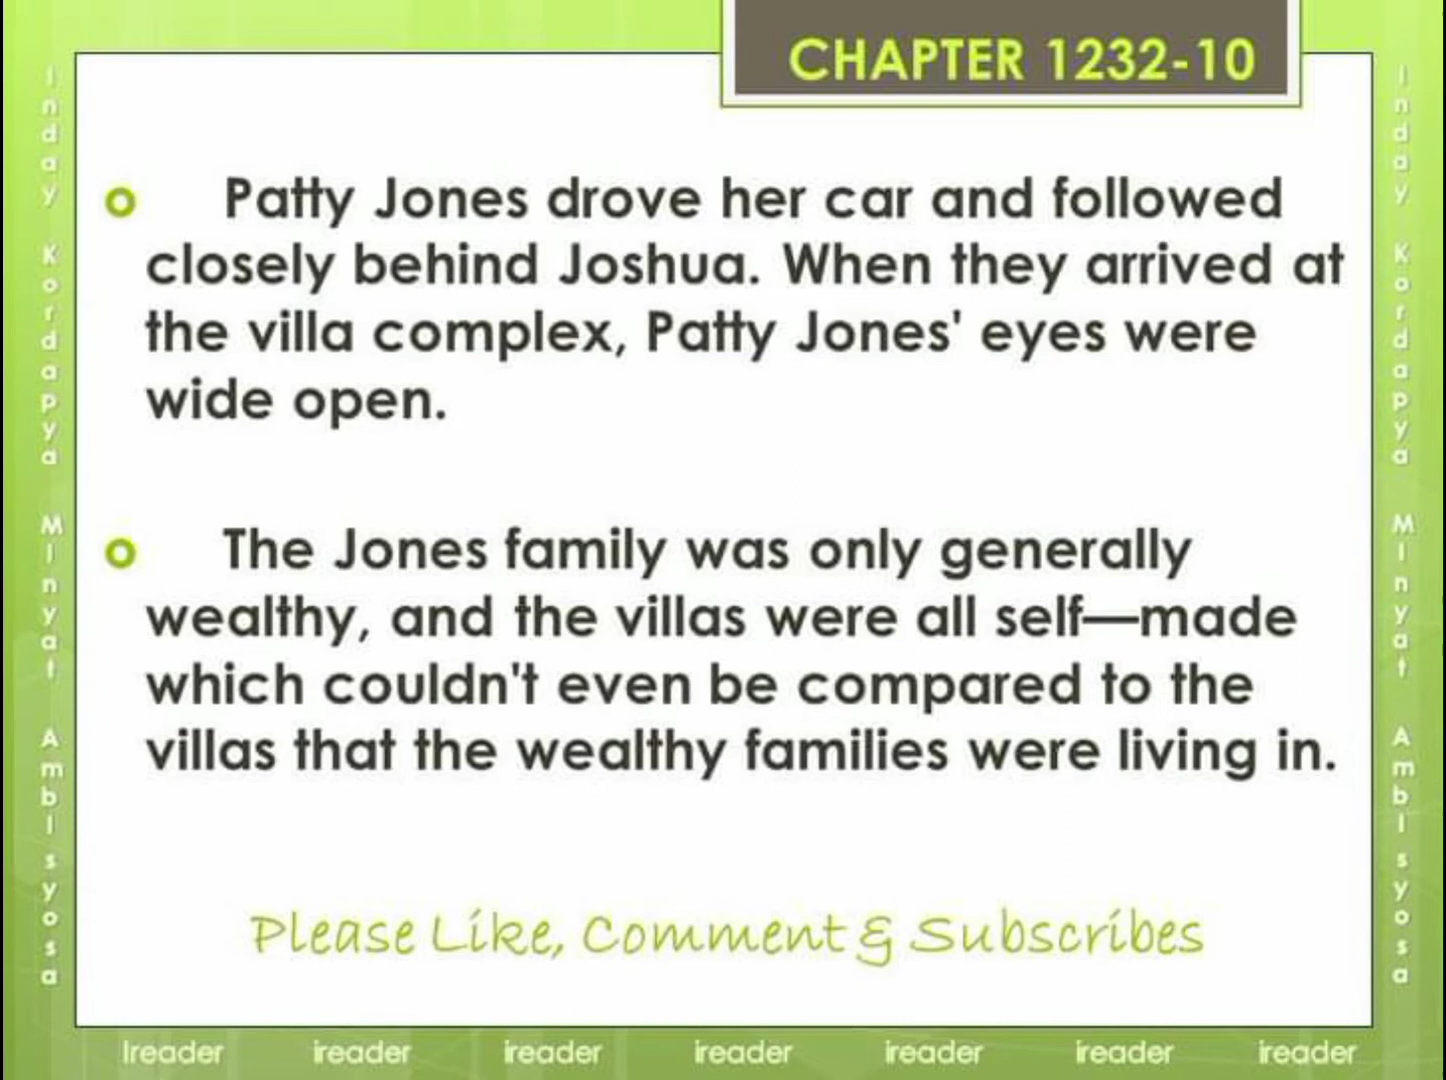 CHAPTER 1232-10
Patty Jones drove her car and followed
closely behind Joshua. When they arrived at
the villa complex, Patty Jones' eyes were
wide open.
The Jones family was only generally
wealthy, and the villas were all self—made
which couldn't even be compared to the
villas that the wealthy families were living in.
Please Like, Comment & Subscribes
Inday Kordapya Minyat Ambisyosa
Inday Kordapya Minyat Ambisyosa
Ireader ireader ireader ireader ireader ireader ireader